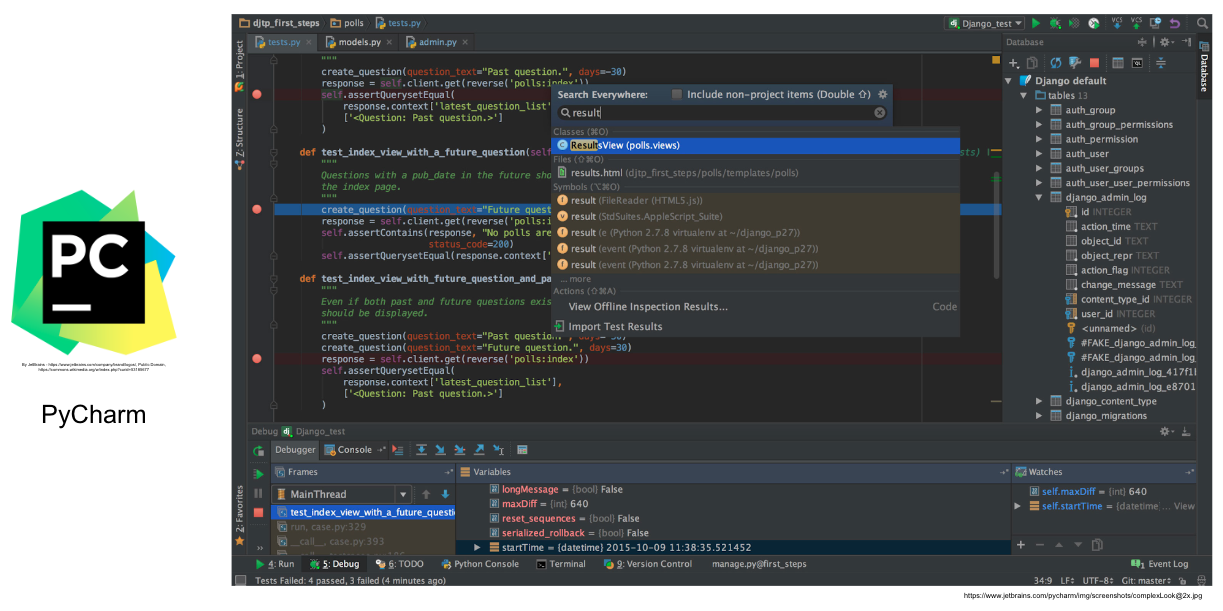 PC
By JetBrains - https://www.jetbrains.com/company/brand/logos/, Public Domain,
PyCharm
djtp_first_steps polls tests.py
Django_test
VCS VCS
tests.py models.py admin.py
1: Project
Z: Structure
2: Favorites
"""
create_question(question_text="Past question.", days=-30)
response = self.client.get(reverse('polls:index'))
self.assertQuerysetEqual(
response.context['latest_question_list'
['<Question: Past question.>']
)
def test_index_view_with_a_future_question(self
sts)
"""
Questions with a pub_date in the future sho
the index page.
"""
create_question(question_text="Future quest
response = self.client.get(reverse('polls:i
self.assertContains(response, "No polls are
status_code=200)
self.assertQuerysetEqual(response.context['
def test_index_view_with_future_question_and_pa
"""
Even if both past and future questions exis
should be displayed.
"""
create_question(question_text="Past question.", days=-30)
create_question(question_text="Future question.", days=30)
response = self.client.get(reverse('polls:index'))
self.assertQuerysetEqual(
response.context['latest_question_list'],
['<Question: Past question.>']
)
Search Everywhere: Include non-project items (Double ⇧)
result
Classes (⌘O)
ResultsView (polls.views)
Files (⇧⌘O)
results.html (djtp_first_steps/polls/templates/polls)
Symbols (⌥⌘O)
result (FileReader (HTML5.js))
result (StdSuites.AppleScript_Suite)
result (e (Python 2.7.8 virtualenv at ~/django_p27))
result (event (Python 2.7.8 virtualenv at ~/django_p27))
result (event (Python 2.7.8 virtualenv at ~/django_p27))
... more
Actions (⇧⌘A)
View Offline Inspection Results... Code
Import Test Results
Database
Database
Django default
tables 13
auth_group
auth_group_permissions
auth_permission
auth_user
auth_user_groups
auth_user_user_permissions
django_admin_log
id INTEGER
action_time TEXT
object_id TEXT
object_repr TEXT
action_flag INTEGER
change_message TEXT
content_type_id INTEGER
user_id INTEGER
<unnamed> (id)
#FAKE_django_admin_log_
#FAKE_django_admin_log_
django_admin_log_417f1b
django_admin_log_e8701
django_content_type
django_migrations
Debug Django_test
Debugger Console
Frames
MainThread
test_index_view_with_a_future_questi
run, case.py:329
__call__, case.py:393
Variables
longMessage = {bool} False
maxDiff = {int} 640
reset_sequences = {bool} False
serialized_rollback = {bool} False
startTime = {datetime} 2015-10-09 11:38:35.521452
Watches
self.maxDiff = {int} 640
self.startTime = {datetime} ... View
4: Run 5: Debug 6: TODO Python Console Terminal 9: Version Control manage.py@first_steps Event Log
Tests Failed: 4 passed, 3 failed (4 minutes ago) 34:9 LF÷ UTF-8÷ Git: master÷
https://www.jetbrains.com/pycharm/img/screenshots/complexLook@2x.jpg